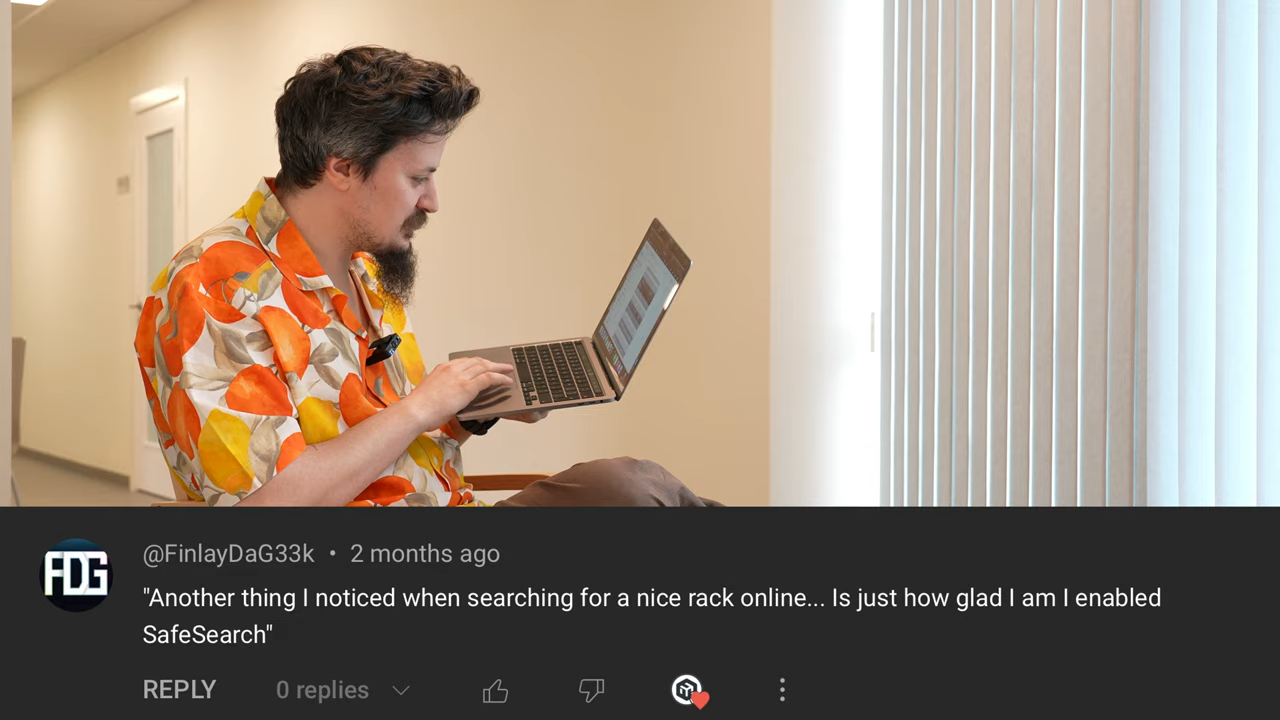 FDG
@FinlayDaG33k • 2 months ago
"Another thing I noticed when searching for a nice rack online... Is just how glad I am I enabled
SafeSearch"
REPLY 0 replies